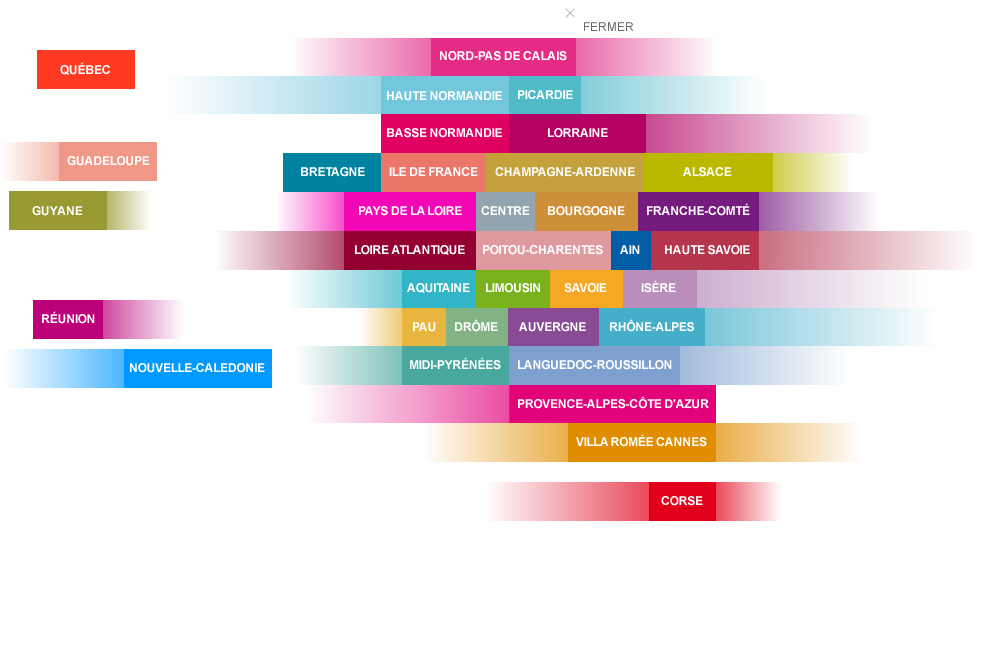 ×
FERMER
NORD-PAS DE CALAIS
QUÉBEC
HAUTE NORMANDIE PICARDIE
BASSE NORMANDIE LORRAINE
GUADELOUPE
BRETAGNE ILE DE FRANCE CHAMPAGNE-ARDENNE ALSACE
GUYANE
PAYS DE LA LOIRE CENTRE BOURGOGNE FRANCHE-COMTÉ
LOIRE ATLANTIQUE POITOU-CHARENTES AIN HAUTE SAVOIE
AQUITAINE LIMOUSIN SAVOIE ISÈRE
RÉUNION
PAU DRÔME AUVERGNE RHÔNE-ALPES
NOUVELLE-CALEDONIE
MIDI-PYRÉNÉES LANGUEDOC-ROUSSILLON
PROVENCE-ALPES-CÔTE D'AZUR
VILLA ROMÉE CANNES
CORSE